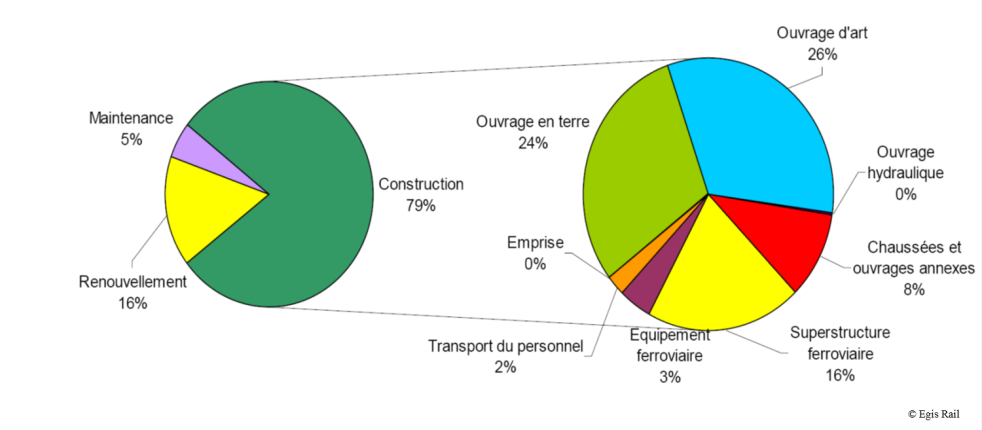 Maintenance
5%
Construction
79%
Renouvellement
16%
Ouvrage d'art
26%
Ouvrage en terre
24%
Ouvrage
hydraulique
0%
Emprise
0%
Chaussées et
ouvrages annexes
8%
Transport du personnel
2%
Equipement
ferroviaire
3%
Superstructure
ferroviaire
16%
© Egis Rail